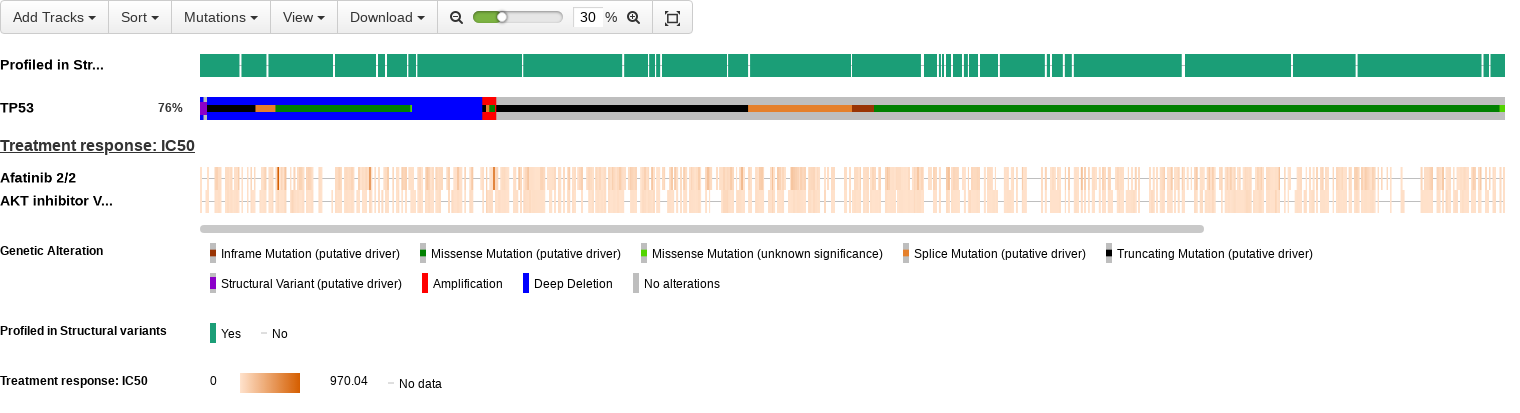 Add Tracks Sort Mutations View Download 30 %
Profiled in Str...
TP53 76%
Treatment response: IC50
Afatinib 2/2
AKT inhibitor V...
Genetic Alteration Inframe Mutation (putative driver) Missense Mutation (putative driver) Missense Mutation (unknown significance) Splice Mutation (putative driver) Truncating Mutation (putative driver)
Structural Variant (putative driver) Amplification Deep Deletion No alterations
Profiled in Structural variants Yes No
Treatment response: IC50 0 970.04 No data